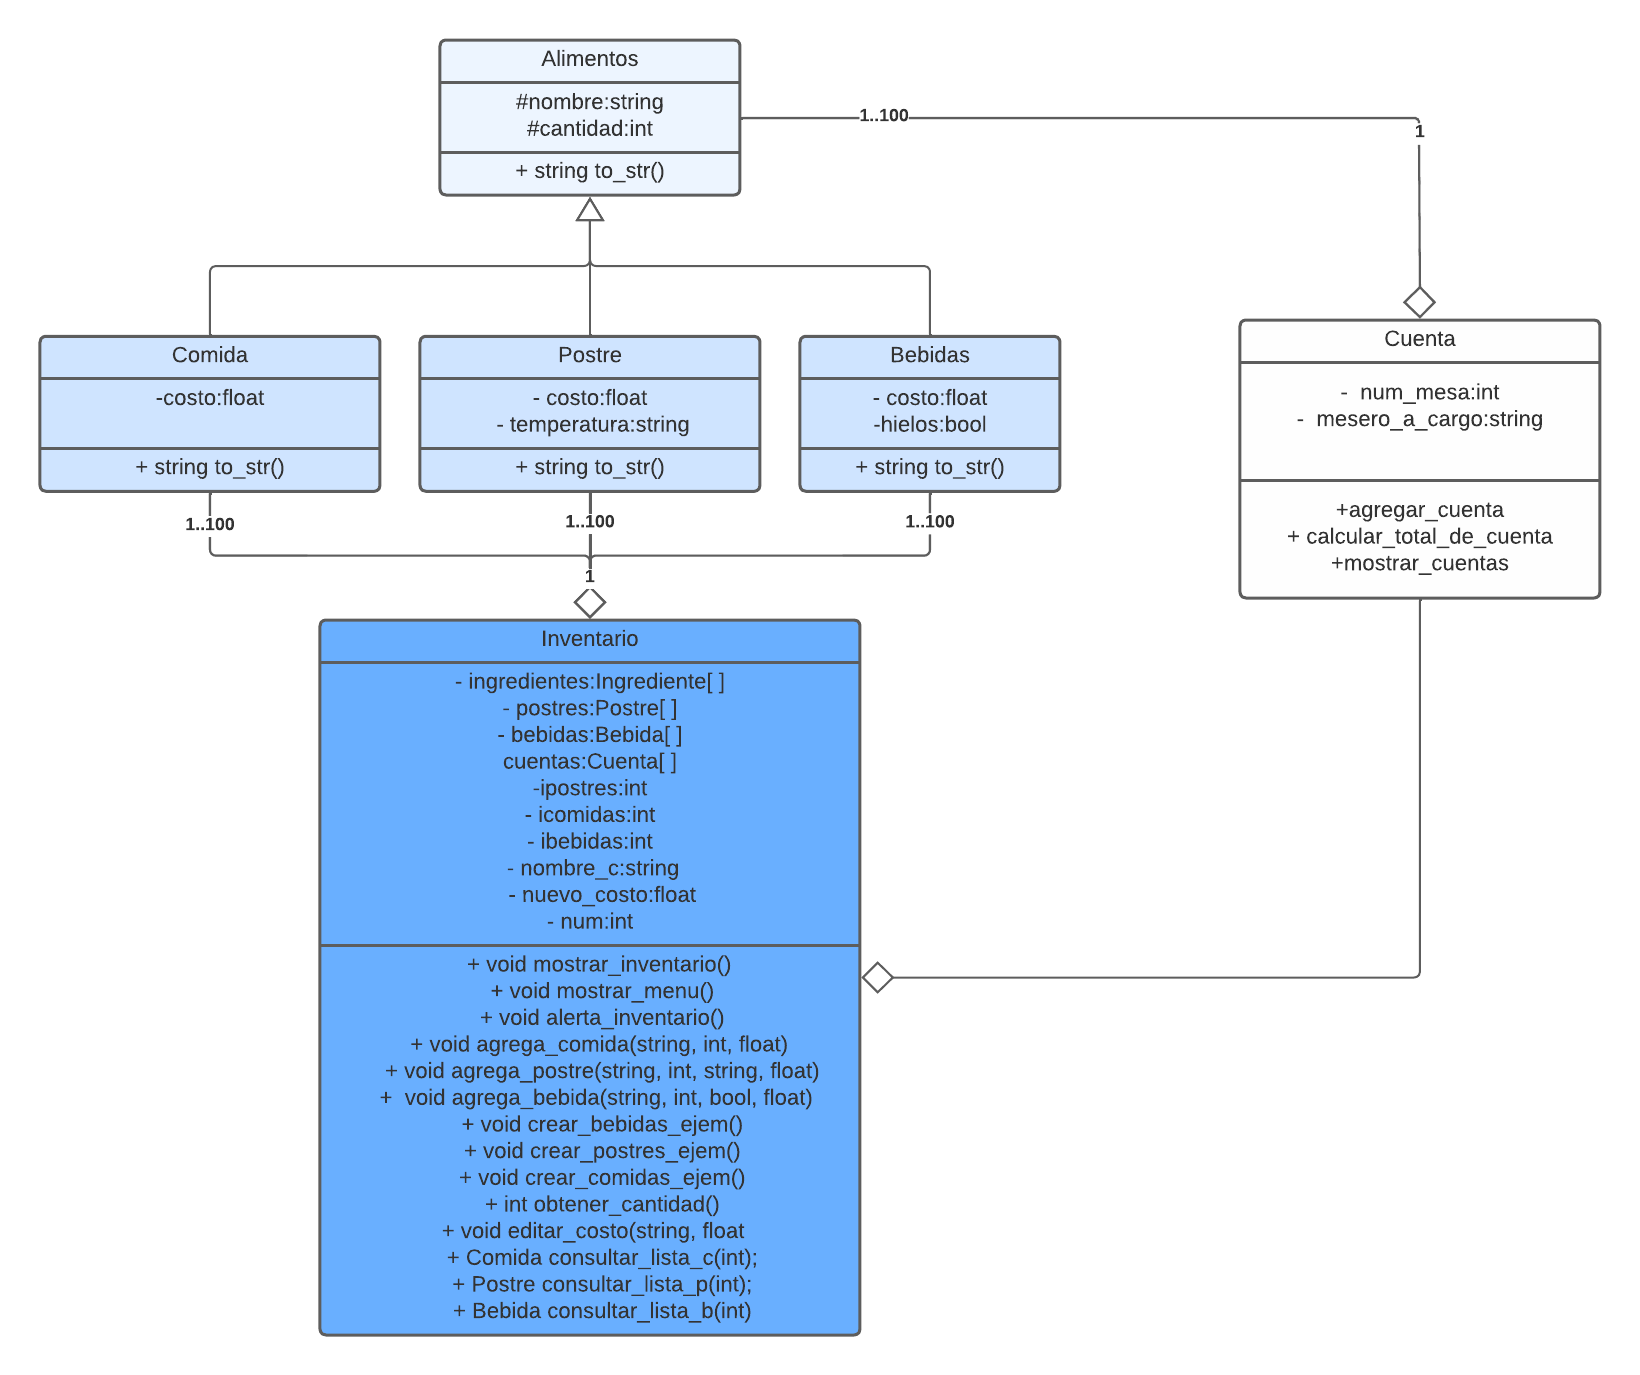 Alimentos
#nombre:string
#cantidad:int
+ string to_str()
1..100
1
Comida
-costo:float
+ string to_str()
Postre
- costo:float
- temperatura:string
+ string to_str()
Bebidas
- costo:float
-hielos:bool
+ string to_str()
Cuenta
- num_mesa:int
- mesero_a_cargo:string
+agregar_cuenta
+ calcular_total_de_cuenta
+mostrar_cuentas
1..100
1..100
1..100
1
Inventario
- ingredientes:Ingrediente[ ]
- postres:Postre[ ]
- bebidas:Bebida[ ]
cuentas:Cuenta[ ]
-ipostres:int
- icomidas:int
- ibebidas:int
- nombre_c:string
- nuevo_costo:float
- num:int
+ void mostrar_inventario()
+ void mostrar_menu()
+ void alerta_inventario()
+ void agrega_comida(string, int, float)
+ void agrega_postre(string, int, string, float)
+  void agrega_bebida(string, int, bool, float)
+ void crear_bebidas_ejem()
+ void crear_postres_ejem()
+ void crear_comidas_ejem()
+ int obtener_cantidad()
+ void editar_costo(string, float
+ Comida consultar_lista_c(int);
+ Postre consultar_lista_p(int);
+ Bebida consultar_lista_b(int)